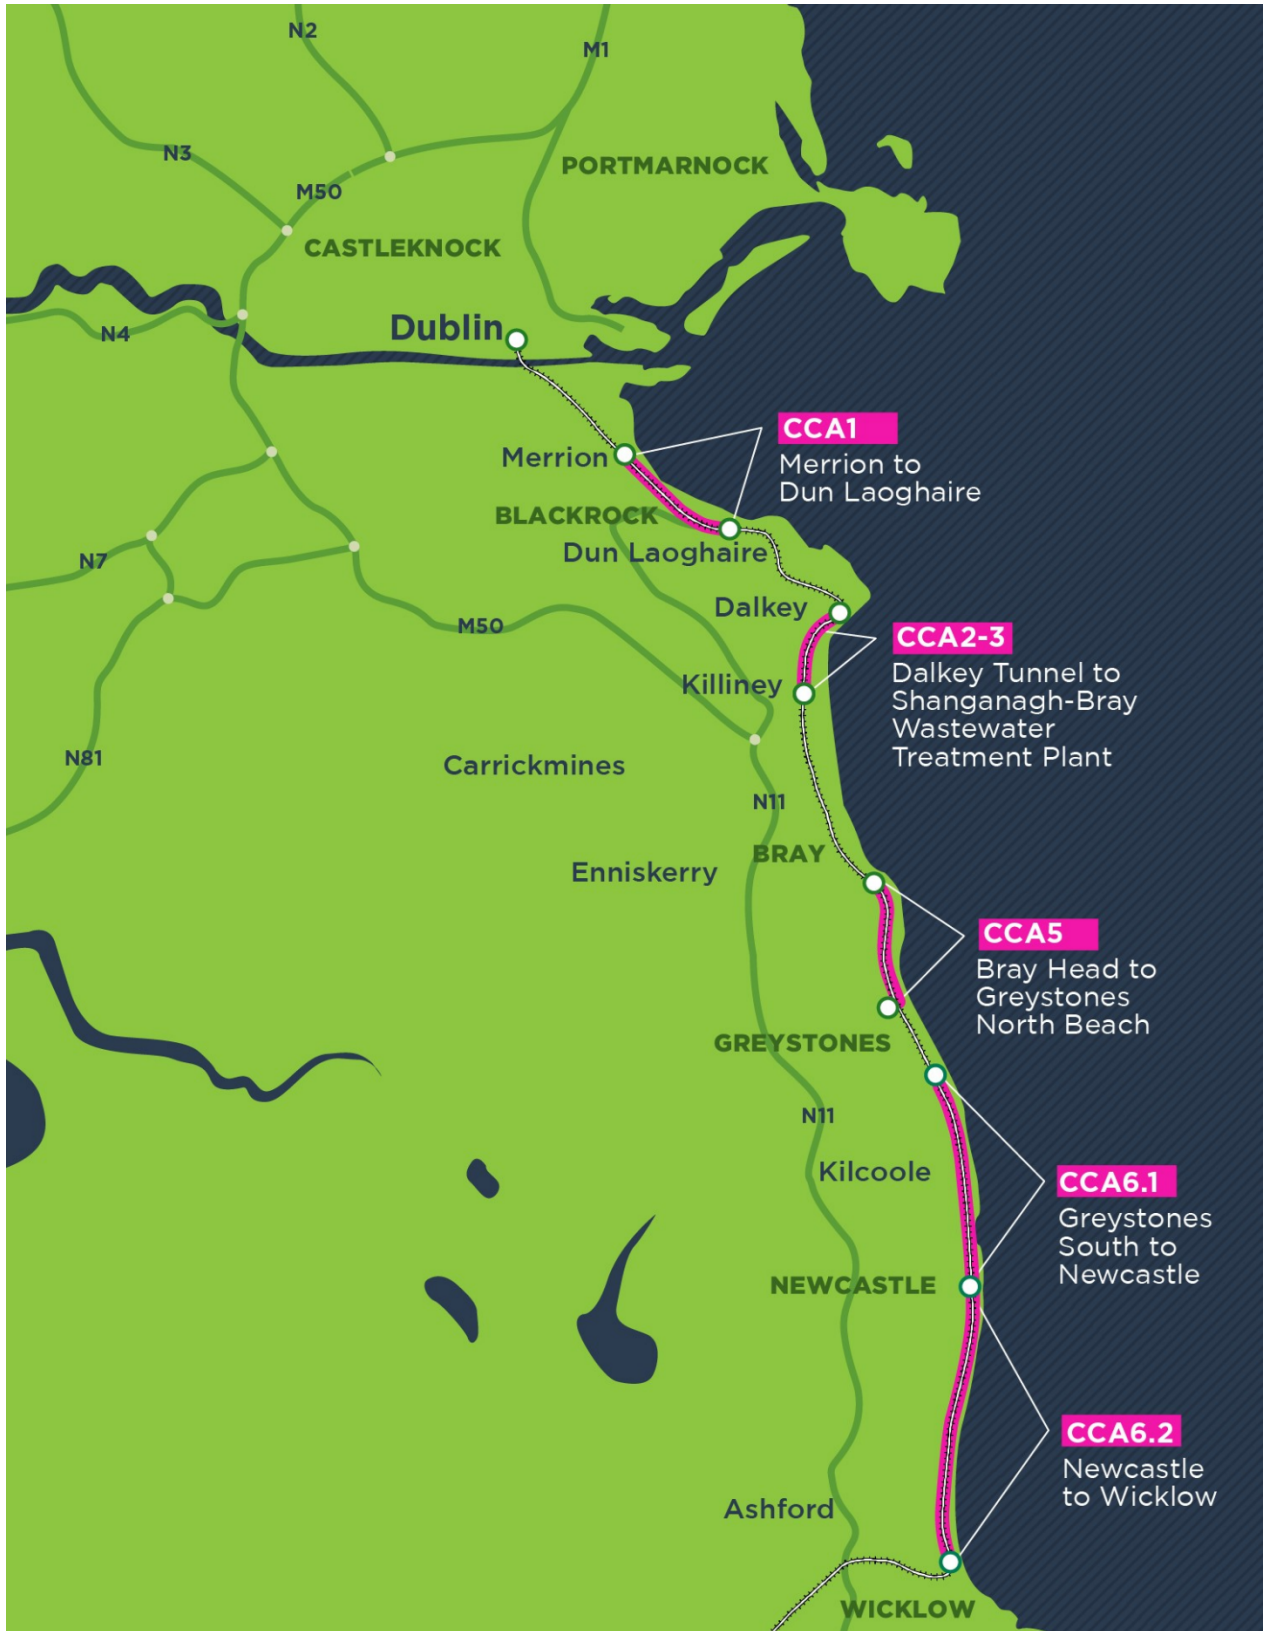 N2
M1
N3
PORTMARNOCK
M50
CASTLEKNOCK
Dublin
N4
CCA1
Merrion to
Dun Laoghaire
Merrion
BLACKROCK
Dun Laoghaire
N7
Dalkey
M50
CCA2-3
Dalkey Tunnel to
Shanganagh-Bray
Wastewater
Treatment Plant
Killiney
N81
Carrickmines
N11
BRAY
Enniskerry
CCA5
Bray Head to
Greystones
North Beach
GREYSTONES
N11
Kilcoole
CCA6.1
Greystones
South to
Newcastle
NEWCASTLE
CCA6.2
Newcastle
to Wicklow
Ashford
WICKLOW